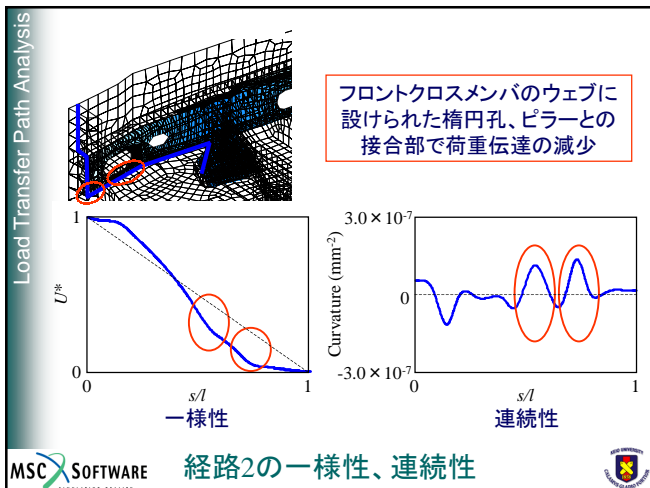 Load Transfer Path Analysis
フロントクロスメンバのウェブに
設けられた楕円孔、ピラーとの
接合部で荷重伝達の減少
1
U*
0
0
s/l
1
一様性
3.0×10-7
Curvature (mm-2)
0
-3.0×10-7
0
s/l
1
連続性
MSC SOFTWARE
経路2の一様性、連続性
KEIO UNIVERSITY